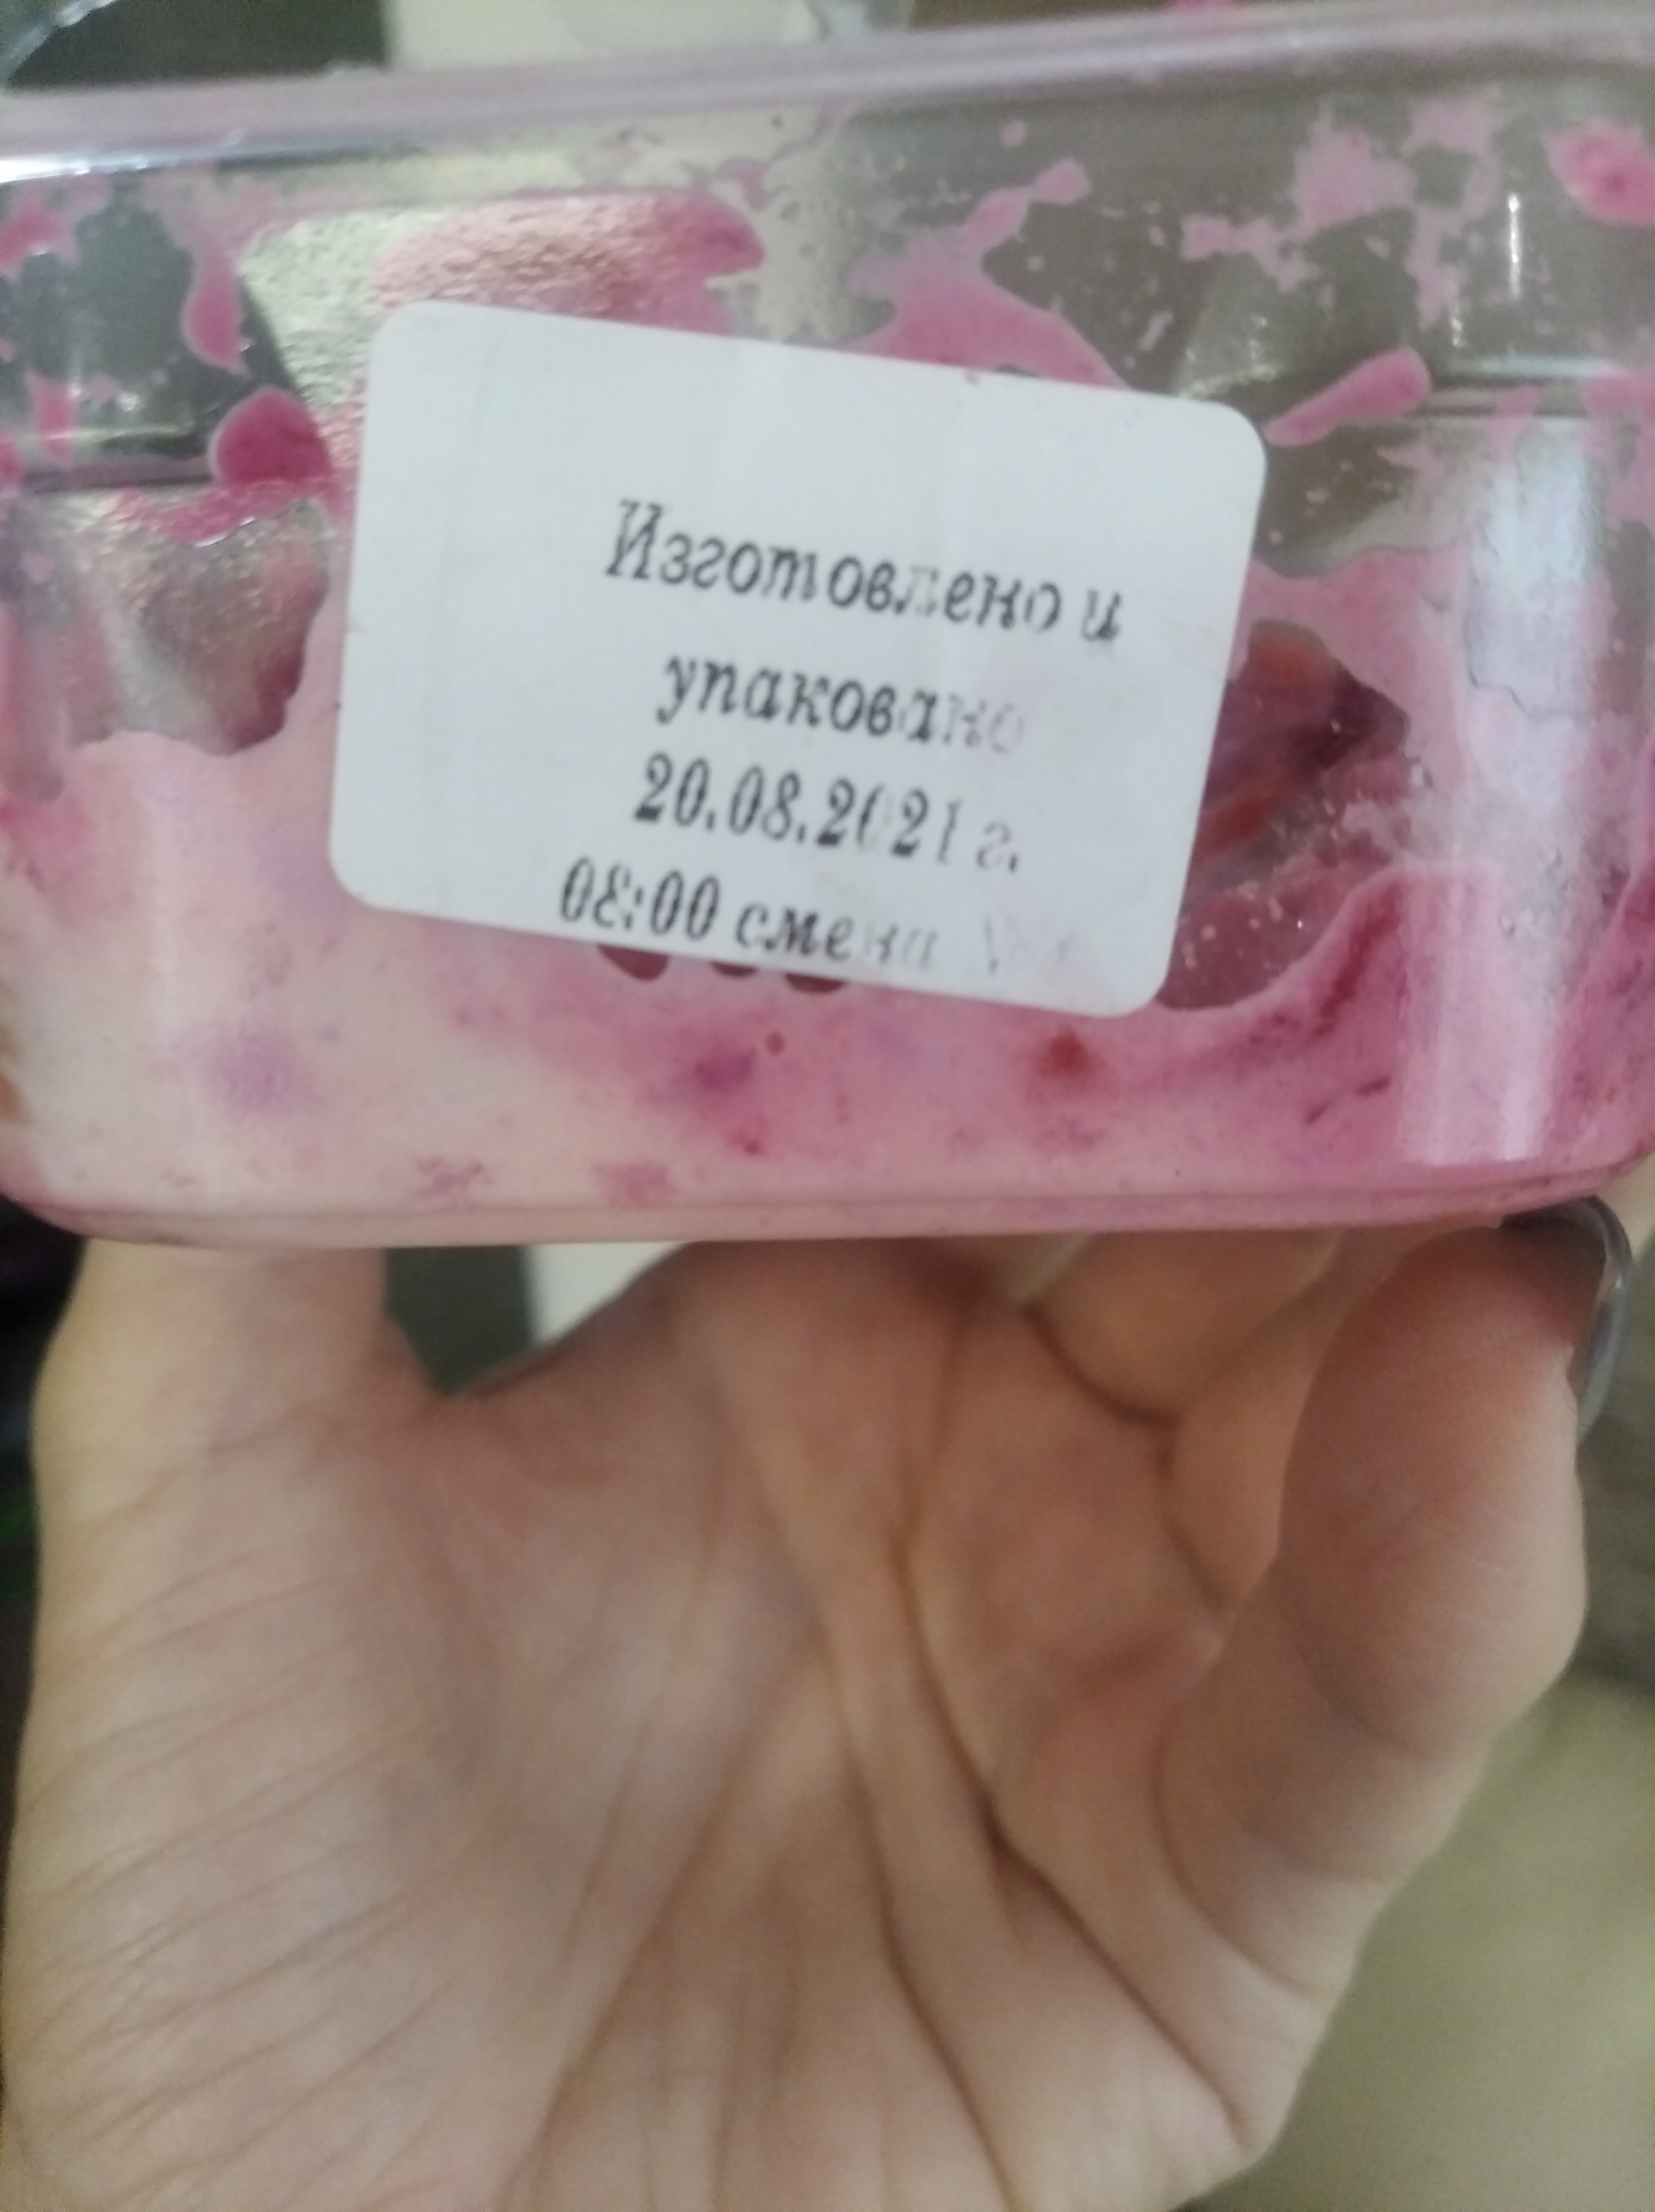 Изготовлено и
упаковано
20.08.2021 г.
08:00 смена